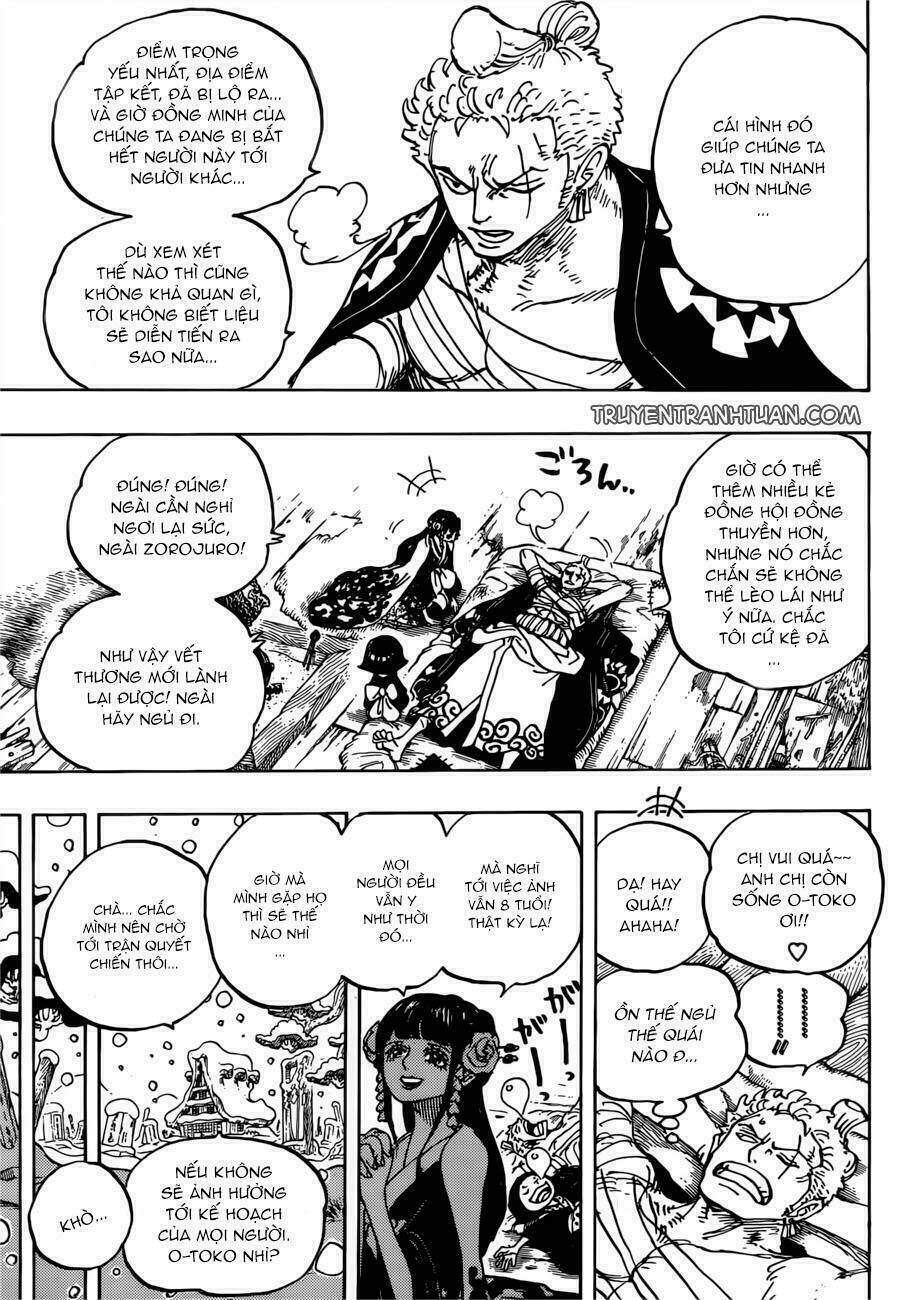 CÁI HÌNH ĐÓ
GIÚP CHÚNG TA
ĐƯA TIN NHANH
HƠN NHƯNG
...
ĐIỂM TRỌNG
YẾU NHẤT, ĐỊA ĐIỂM
TẬP KẾT, ĐÃ BỊ LỘ RA...
VÀ GIỜ ĐỒNG MINH CỦA
CHÚNG TA ĐANG BỊ BẮT
HẾT NGƯỜI NÀY TỚI
NGƯỜI KHÁC...
DÙ XEM XÉT
THẾ NÀO THÌ CŨNG
KHÔNG KHẢ QUAN GÌ,
TÔI KHÔNG BIẾT LIỆU
SẼ DIỄN TIẾN RA
SAO NỮA...
TRUYENTRANHTUAN.COM
GIỜ CÓ THỂ
THÊM NHIỀU KẺ
ĐỒNG HỘI ĐỒNG
THUYỀN HƠN,
NHƯNG NÓ CHẮC
CHẮN SẼ KHÔNG
THỂ LÈO LÁI NHƯ
Ý NỮA. CHẮC
TÔI CỨ KỆ ĐÃ
...
ごろん..
ĐÚNG! ĐÚNG!
NGÀI CẦN NGHỈ
NGƠI LẠI SỨC,
NGÀI ZOROJURO!
NHƯ VẬY VẾT
THƯƠNG MỚI LÀNH
LẠI ĐƯỢC! NGÀI
HÃY NGỦ ĐI.
CHỊ VUI QUÁ~~
ANH CHỊ CÒN
SỐNG O-TOKO
ƠI!!
♥
DẠ! HAY
QUÁ!!
AHAHA!
ỒN THẾ NGỦ
THẾ QUÁI
NÀO Đ...
MÀ NGHĨ
TỚI VIỆC ẢNH
VẪN 8 TUỔI!
THẬT KỲ LẠ!
MỌI
NGƯỜI ĐỀU
VẪN Y
NHƯ THỜI
ĐÓ...
GIỜ MÀ
MÌNH GẶP HỌ
THÌ SẼ THẾ
NÀO NHỈ
...
がガーッ
CHÀ... CHẮC
MÌNH NÊN CHỜ
TỚI TRẬN QUYẾT
CHIẾN THÔI...
NẾU KHÔNG
SẼ ẢNH HƯỞNG
TỚI KẾ HOẠCH
CỦA MỌI NGƯỜI.
O-TOKO NHỈ?
KHÒ...